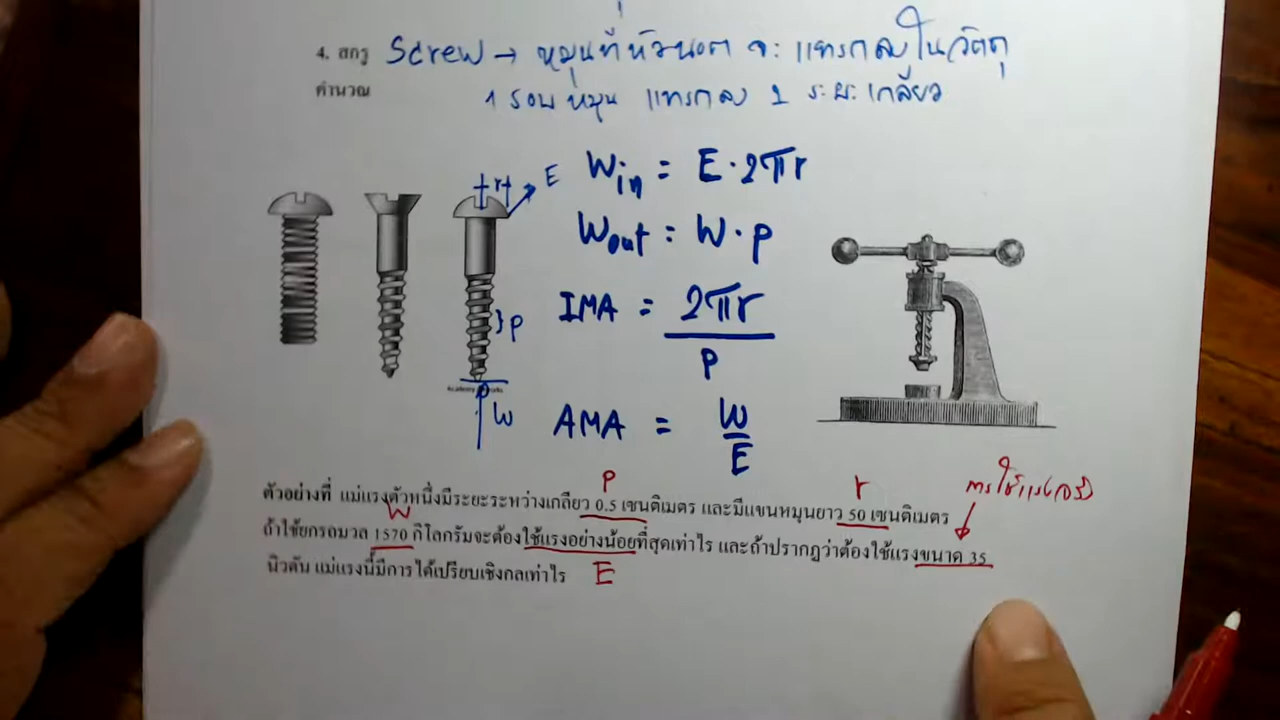 4. สกรู Screw → หมุนที่หัวนอต จะ แทรกลงในวัตถุ
คำนวณ 1 รอบหมุน แทรกลง 1 ระยะเกลียว
Win = E · 2πr
r E
Wout = W · p
IMA = 2πr / p
p
W
AMA = W / E
p r การใช้แรงจริง
ตัวอย่างที่ แม่แรงตัวหนึ่งมีระยะระหว่างเกลียว 0.5 เซนติเมตร และมีแขนหมุนยาว 50 เซนติเมตร
W
ถ้าใช้ยกรถมวล 1570 กิโลกรัมจะต้องใช้แรงอย่างน้อยที่สุดเท่าไร และถ้าปรากฏว่าต้องใช้แรงขนาด 35
นิวตัน แม่แรงนี้มีการได้เปรียบเชิงกลเท่าไร E